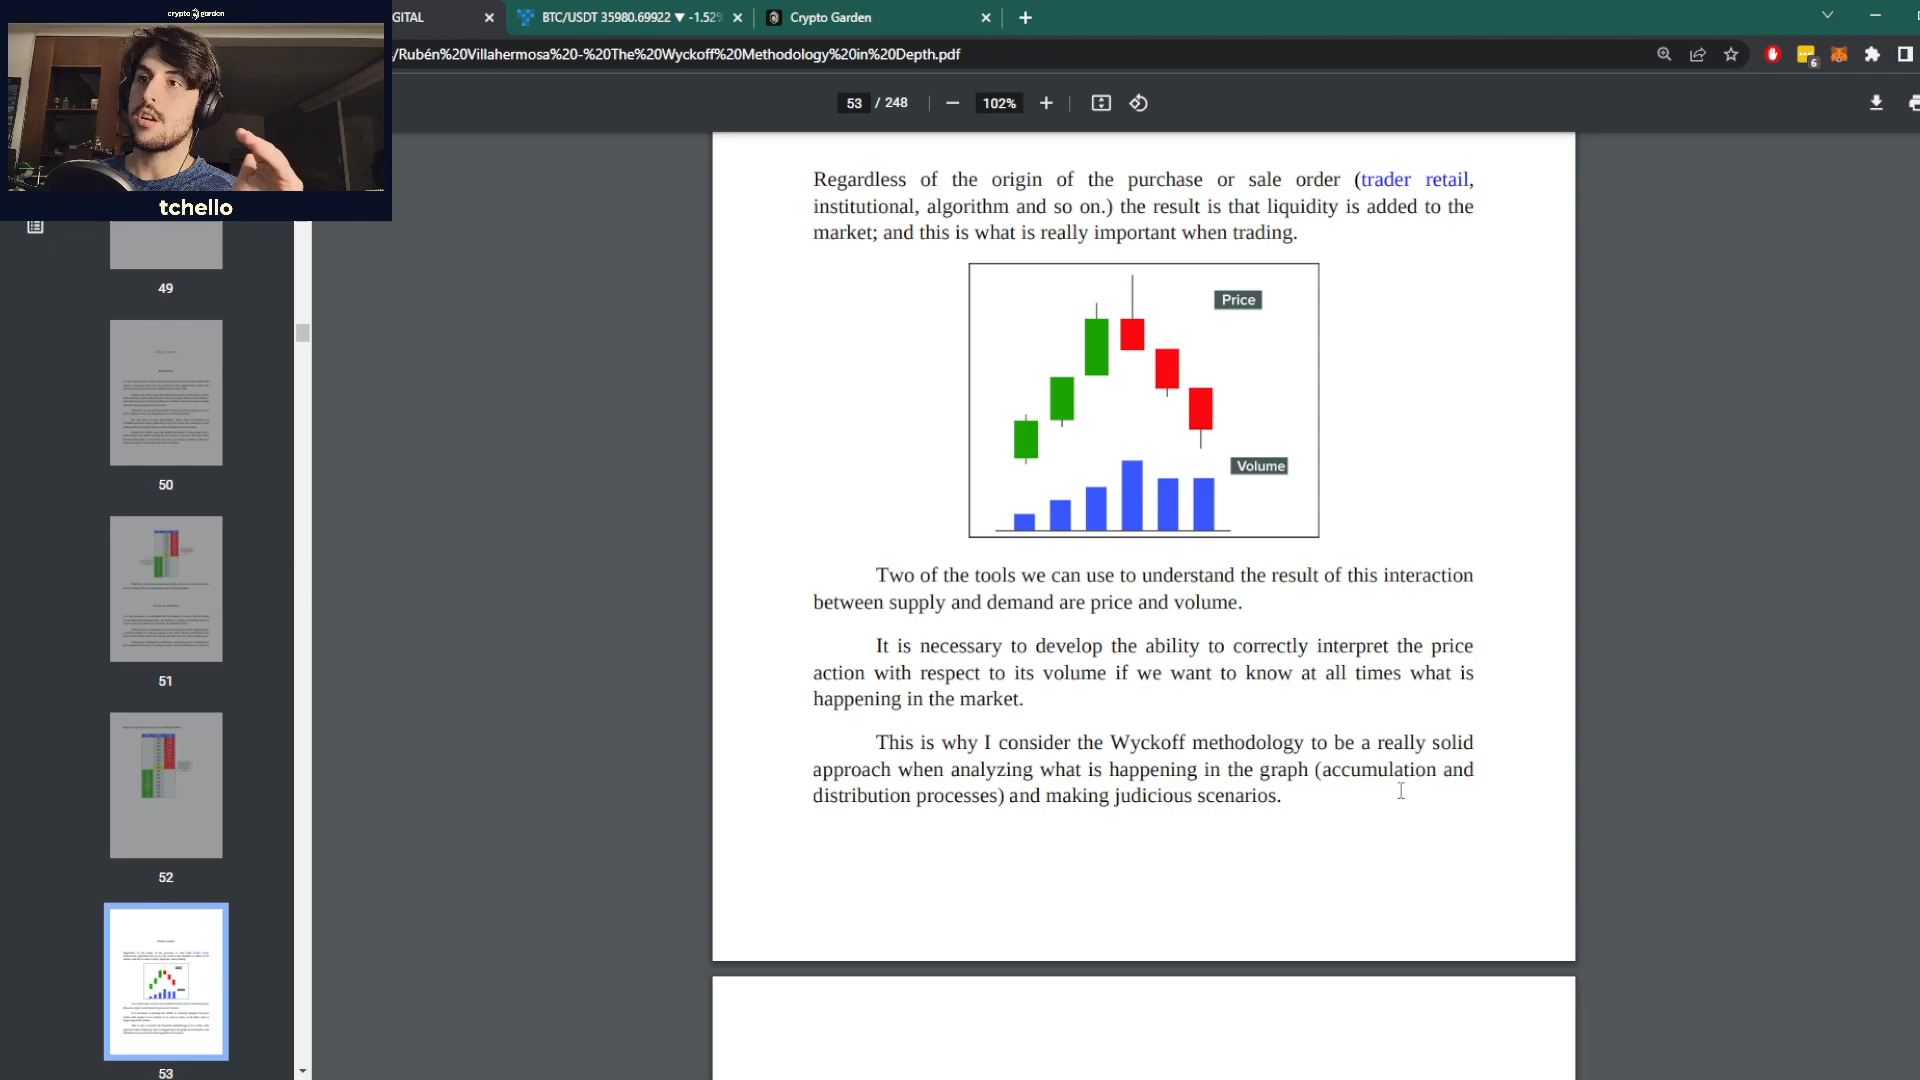 crypto garden
tchello
GITAL
BTC/USDT 35980.69922 ▼ -1.52%
Crypto Garden
/Rubén%20Villahermosa%20-%20The%20Wyckoff%20Methodology%20in%20Depth.pdf
6
53 / 248
102%
49
50
51
52
53
Regardless of the origin of the purchase or sale order (trader retail,
institutional, algorithm and so on.) the result is that liquidity is added to the
market; and this is what is really important when trading.
Price
Volume
Two of the tools we can use to understand the result of this interaction
between supply and demand are price and volume.
It is necessary to develop the ability to correctly interpret the price
action with respect to its volume if we want to know at all times what is
happening in the market.
This is why I consider the Wyckoff methodology to be a really solid
approach when analyzing what is happening in the graph (accumulation and
distribution processes) and making judicious scenarios.